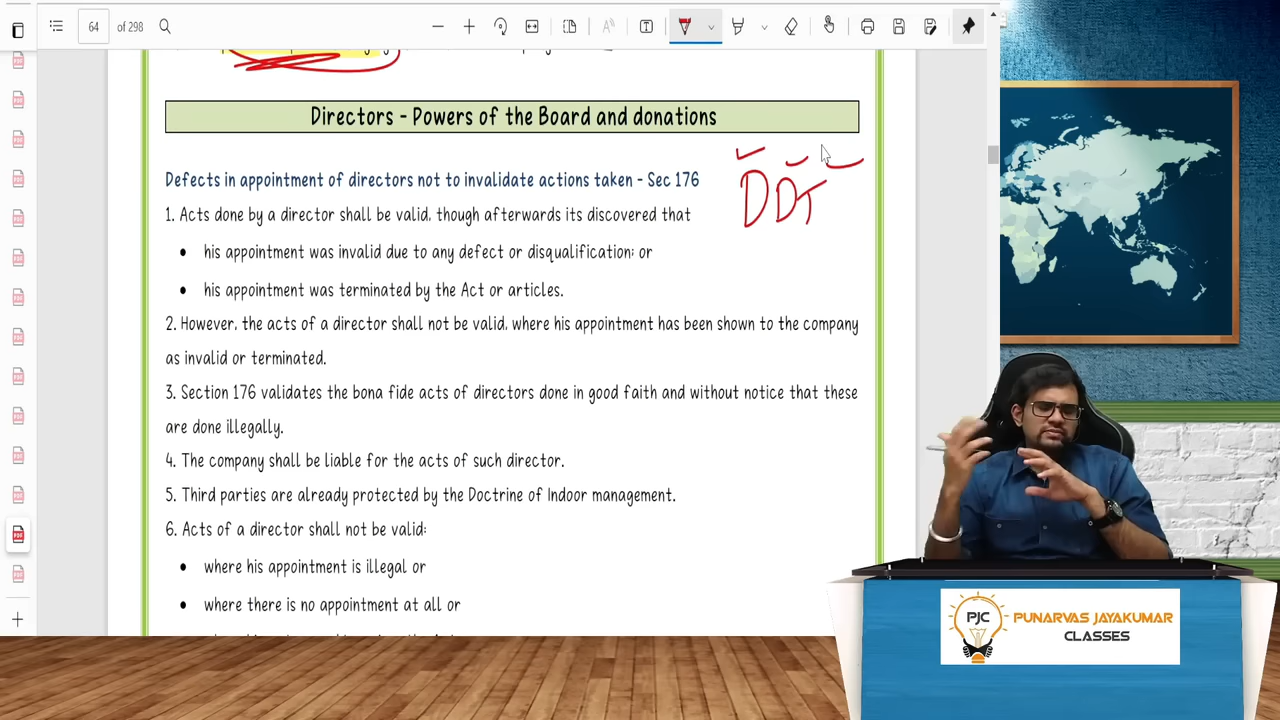 64 of 298
Directors - Powers of the Board and donations
DDT
Defects in appointment of directors not to invalidate actions taken - Sec 176
1. Acts done by a director shall be valid, though afterwards its discovered that
• his appointment was invalid due to any defect or disqualification; or
• his appointment was terminated by the Act or articles.
2. However, the acts of a director shall not be valid, where his appointment has been shown to the company
as invalid or terminated.
3. Section 176 validates the bona fide acts of directors done in good faith and without notice that these
are done illegally.
4. The company shall be liable for the acts of such director.
5. Third parties are already protected by the Doctrine of Indoor management.
6. Acts of a director shall not be valid:
• where his appointment is illegal or
• where there is no appointment at all or
PJC
PUNARVAS JAYAKUMAR
CLASSES